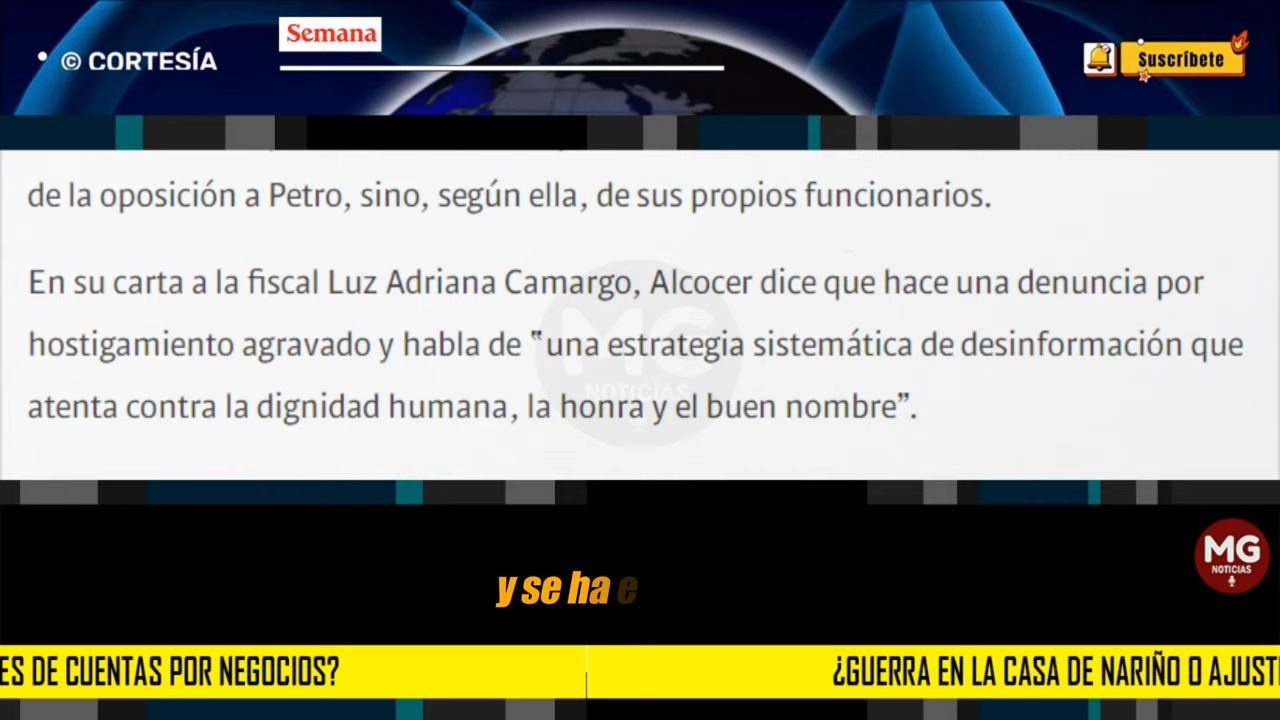 © CORTESÍA
Semana
Suscríbete
de la oposición a Petro, sino, según ella, de sus propios funcionarios.
En su carta a la fiscal Luz Adriana Camargo, Alcocer dice que hace una denuncia por
hostigamiento agravado y habla de “una estrategia sistemática de desinformación que
atenta contra la dignidad humana, la honra y el buen nombre”.
MG
NOTICIAS
MG
NOTICIAS
y se ha e
ES DE CUENTAS POR NEGOCIOS?
¿GUERRA EN LA CASA DE NARIÑO O AJUST